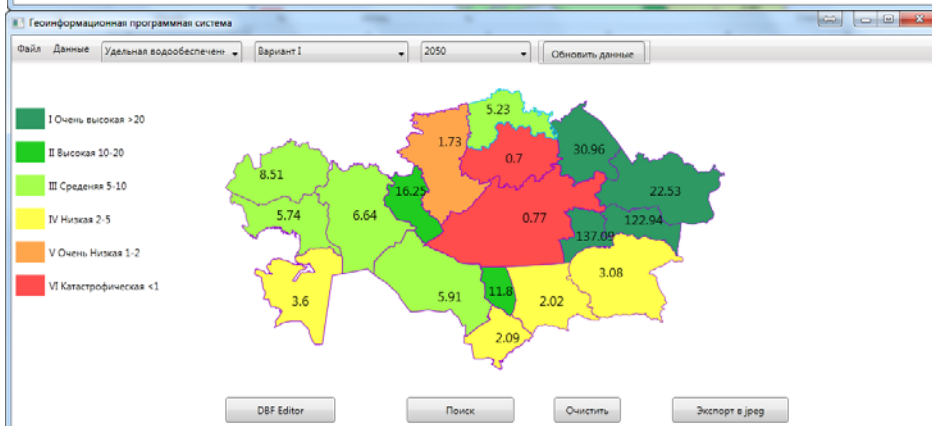 Геоинформационная программная система
Файл Данные Удельная водообеспечен Вариант I 2050 Обновить данные
I Очень высокая >20
II Высокая 10-20
III Среденяя 5-10
IV Низкая 2-5
V Очень Низкая 1-2
VI Катастрофическая <1
5.23
1.73
30.96
0.7
8.51
16.25
22.53
5.74
6.64
0.77
122.94
137.09
3.08
3.6
5.91
11.8
2.02
2.09
DBF Editor Поиск Очистить Экспорт в jpeg